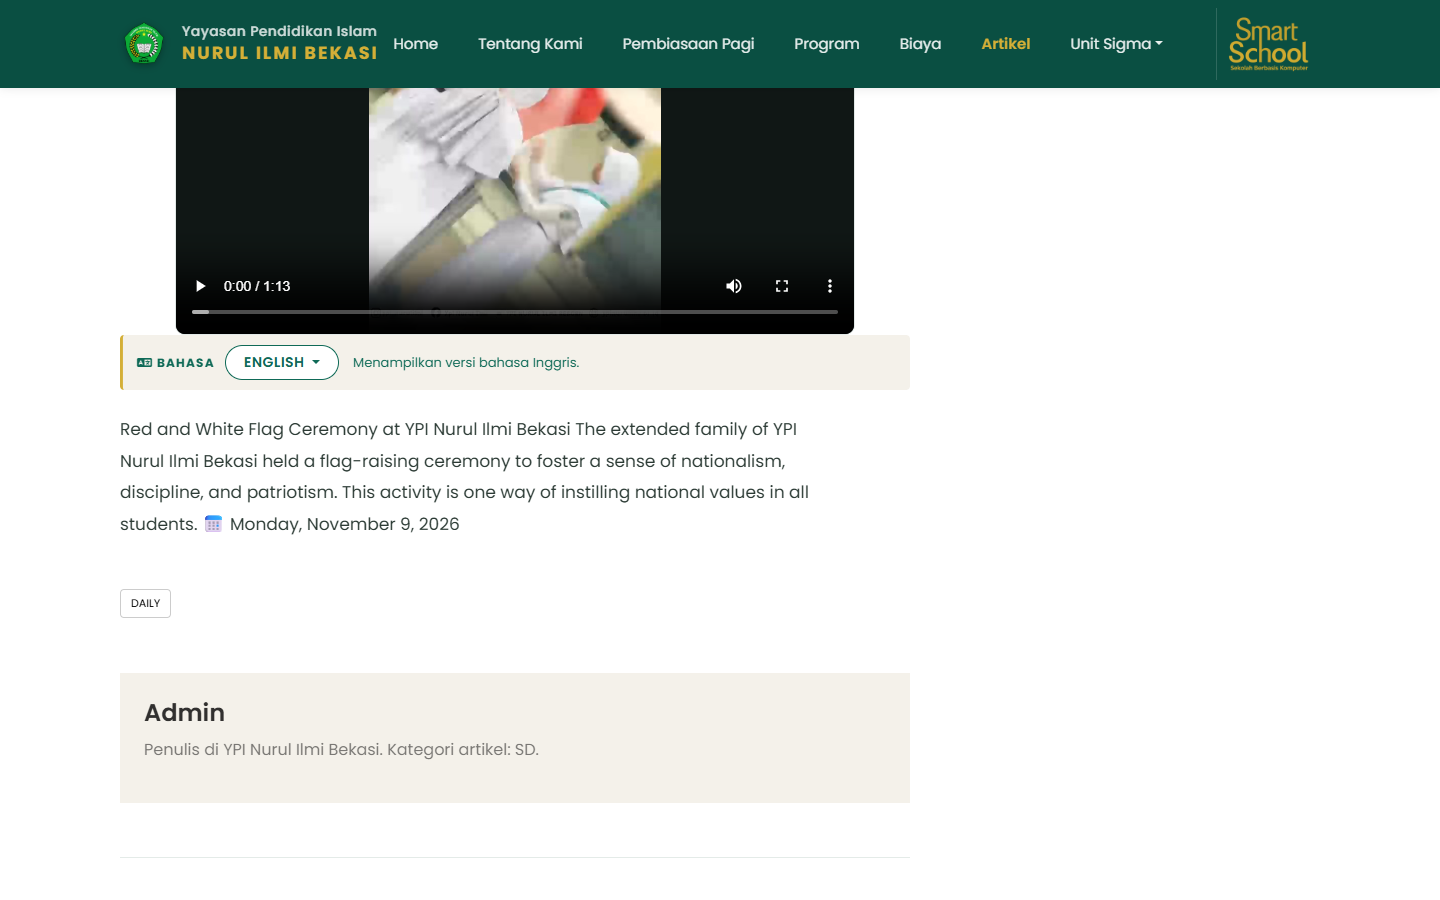 Yayasan Pendidikan Islam
NURUL ILMI BEKASI
Home
Tentang Kami
Pembiasaan Pagi
Program
Biaya
Artikel
Unit Sigma
Smart
School
Sekolah Berbasis Komputer
0:00 / 1:13
BAHASA
ENGLISH
Menampilkan versi bahasa Inggris.
Red and White Flag Ceremony at YPI Nurul Ilmi Bekasi The extended family of YPI
Nurul Ilmi Bekasi held a flag-raising ceremony to foster a sense of nationalism,
discipline, and patriotism. This activity is one way of instilling national values in all
students. 📅 Monday, November 9, 2026
DAILY
Admin
Penulis di YPI Nurul Ilmi Bekasi. Kategori artikel: SD.